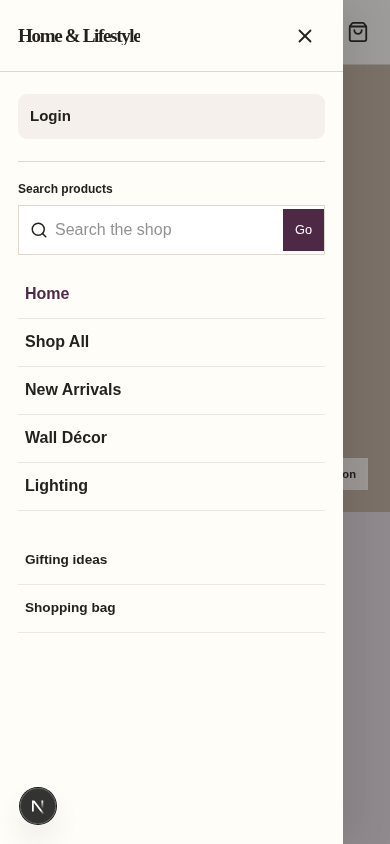 Home & Lifestyle
Login
Search products
Search the shop
Go
Home
Shop All
New Arrivals
Wall Décor
Lighting
on
Gifting ideas
Shopping bag
N